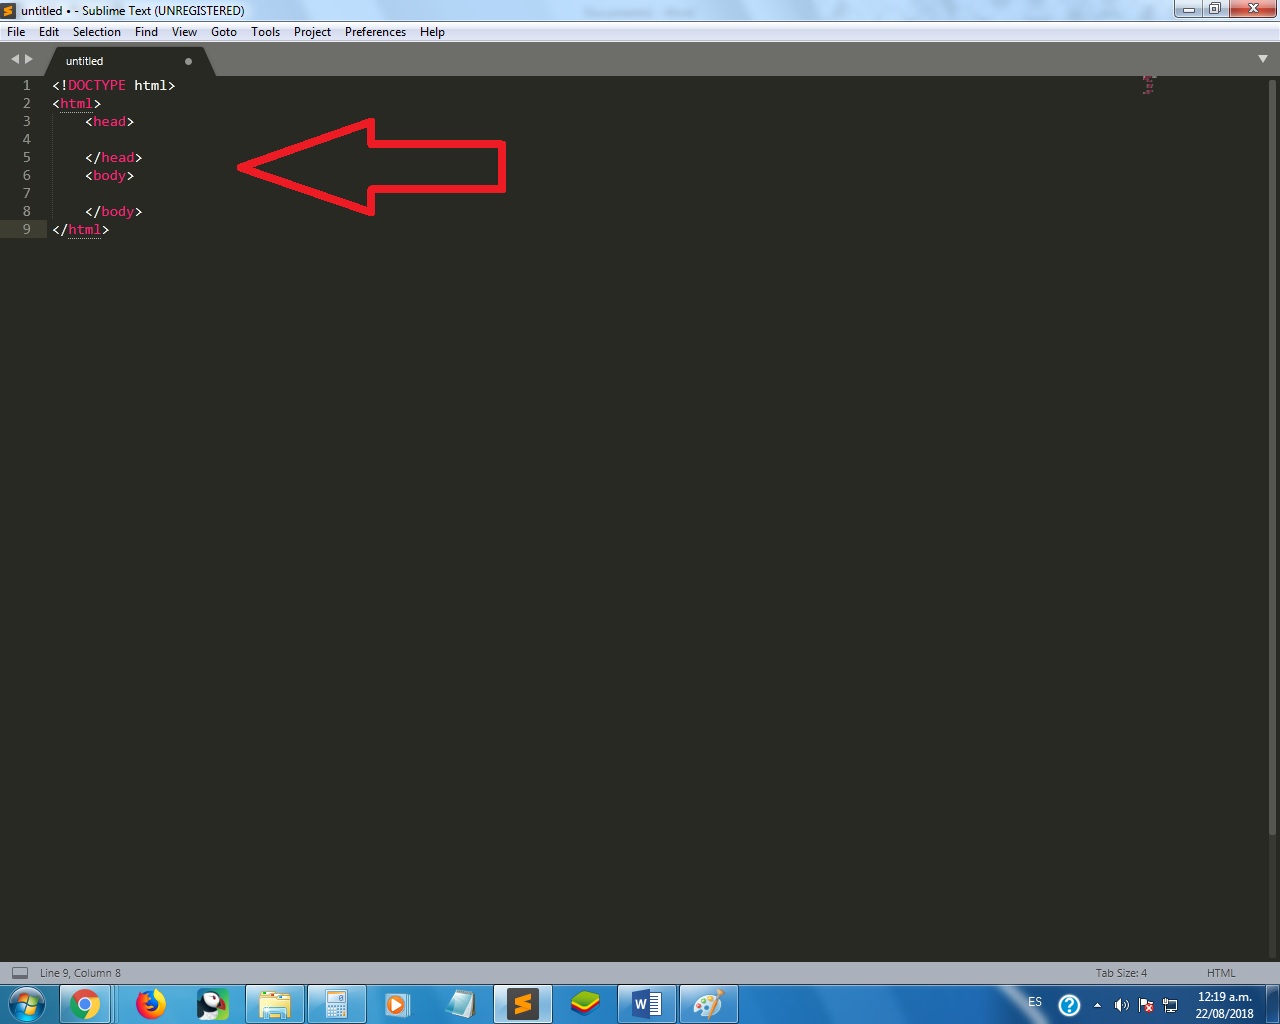 untitled • - Sublime Text (UNREGISTERED)
File Edit Selection Find View Goto Tools Project Preferences Help
untitled
1 <!DOCTYPE html>
2 <html>
3 <head>
4
5 </head>
6 <body>
7
8 </body>
9 </html>
Line 9, Column 8 Tab Size: 4 HTML
ES 12:19 a.m.
22/08/2018